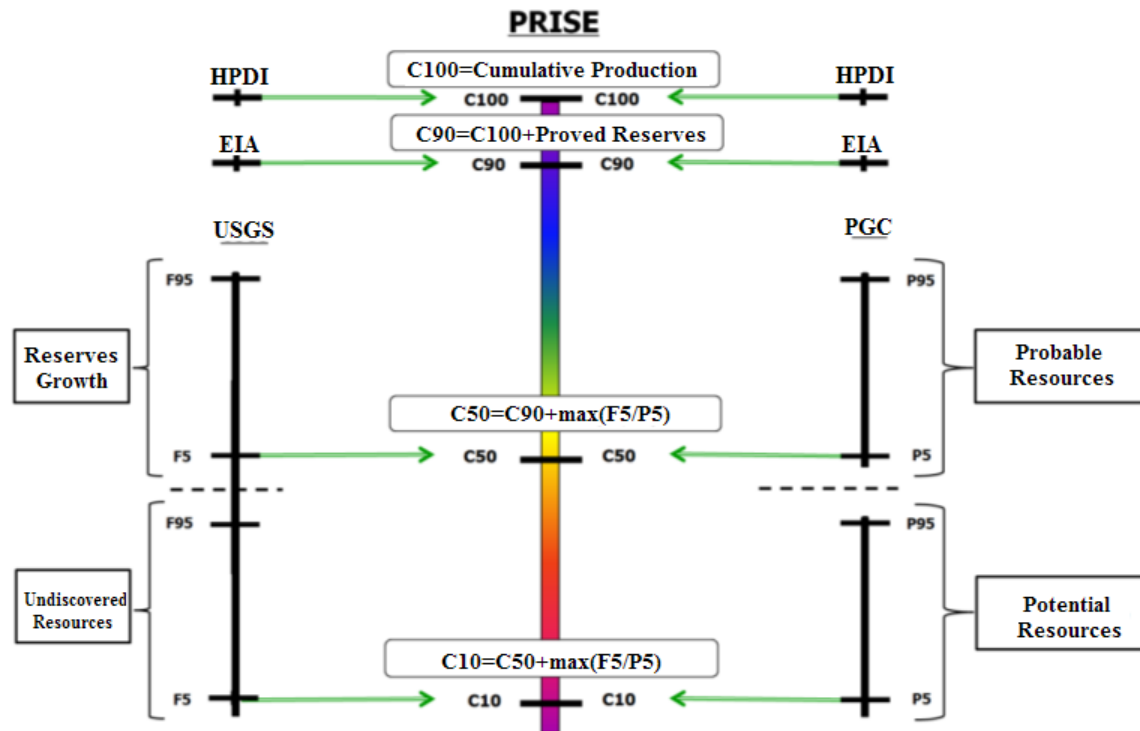 PRISE
C100=Cumulative Production
HPDI
HPDI
C100
C100
C90=C100+Proved Reserves
EIA
EIA
C90
C90
USGS
PGC
F95
P95
Reserves
Growth
Probable
Resources
C50=C90+max(F5/P5)
F5
C50
C50
P5
F95
P95
Undiscovered
Resources
Potential
Resources
C10=C50+max(F5/P5)
F5
C10
C10
P5